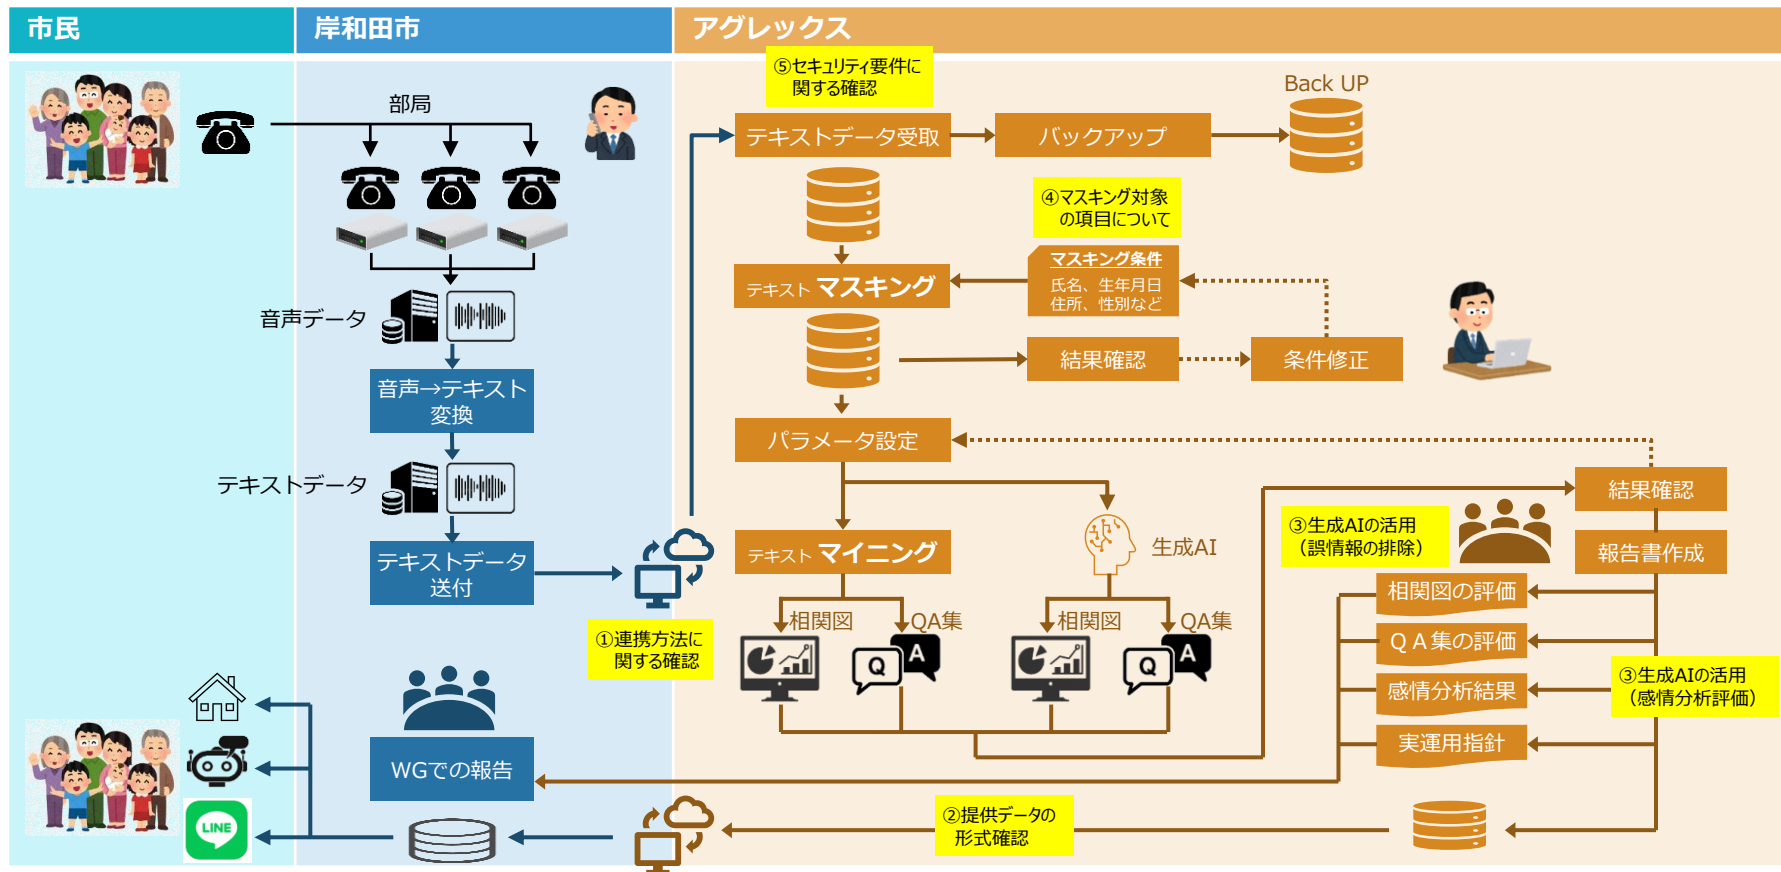 市民
岸和田市
アグレックス
⑤セキュリティ要件に
関する確認
Back UP
部局
テキストデータ受取
バックアップ
④マスキング対象
の項目について
マスキング条件
氏名、生年月日
住所、性別など
テキスト マスキング
音声データ
結果確認
条件修正
音声→テキスト
変換
パラメータ設定
テキストデータ
結果確認
③生成AIの活用
（誤情報の排除）
テキスト マイニング
生成AI
報告書作成
テキストデータ
送付
相関図
QA集
相関図
QA集
Q
A
Q
A
相関図の評価
ＱＡ集の評価
①連携方法に
関する確認
感情分析結果
③生成AIの活用
（感情分析評価）
実運用指針
WGでの報告
②提供データの
形式確認
LINE